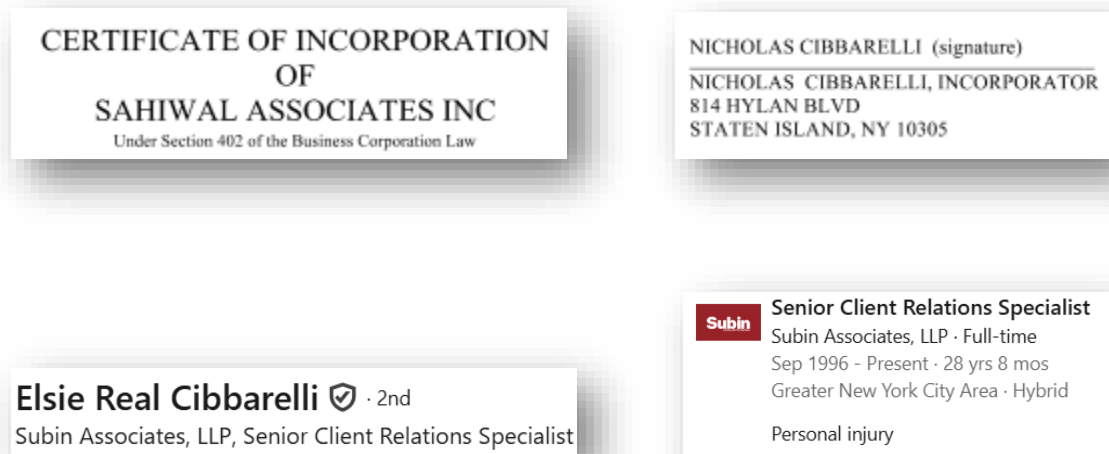 CERTIFICATE OF INCORPORATION
OF
SAHIWAL ASSOCIATES INC
Under Section 402 of the Business Corporation Law
NICHOLAS CIBBARELLI (signature)
NICHOLAS CIBBARELLI, INCORPORATOR
814 HYLAN BLVD
STATEN ISLAND, NY 10305
Elsie Real Cibbarelli · 2nd
Subin Associates, LLP, Senior Client Relations Specialist
Subin
Senior Client Relations Specialist
Subin Associates, LLP · Full-time
Sep 1996 - Present · 28 yrs 8 mos
Greater New York City Area · Hybrid
Personal injury